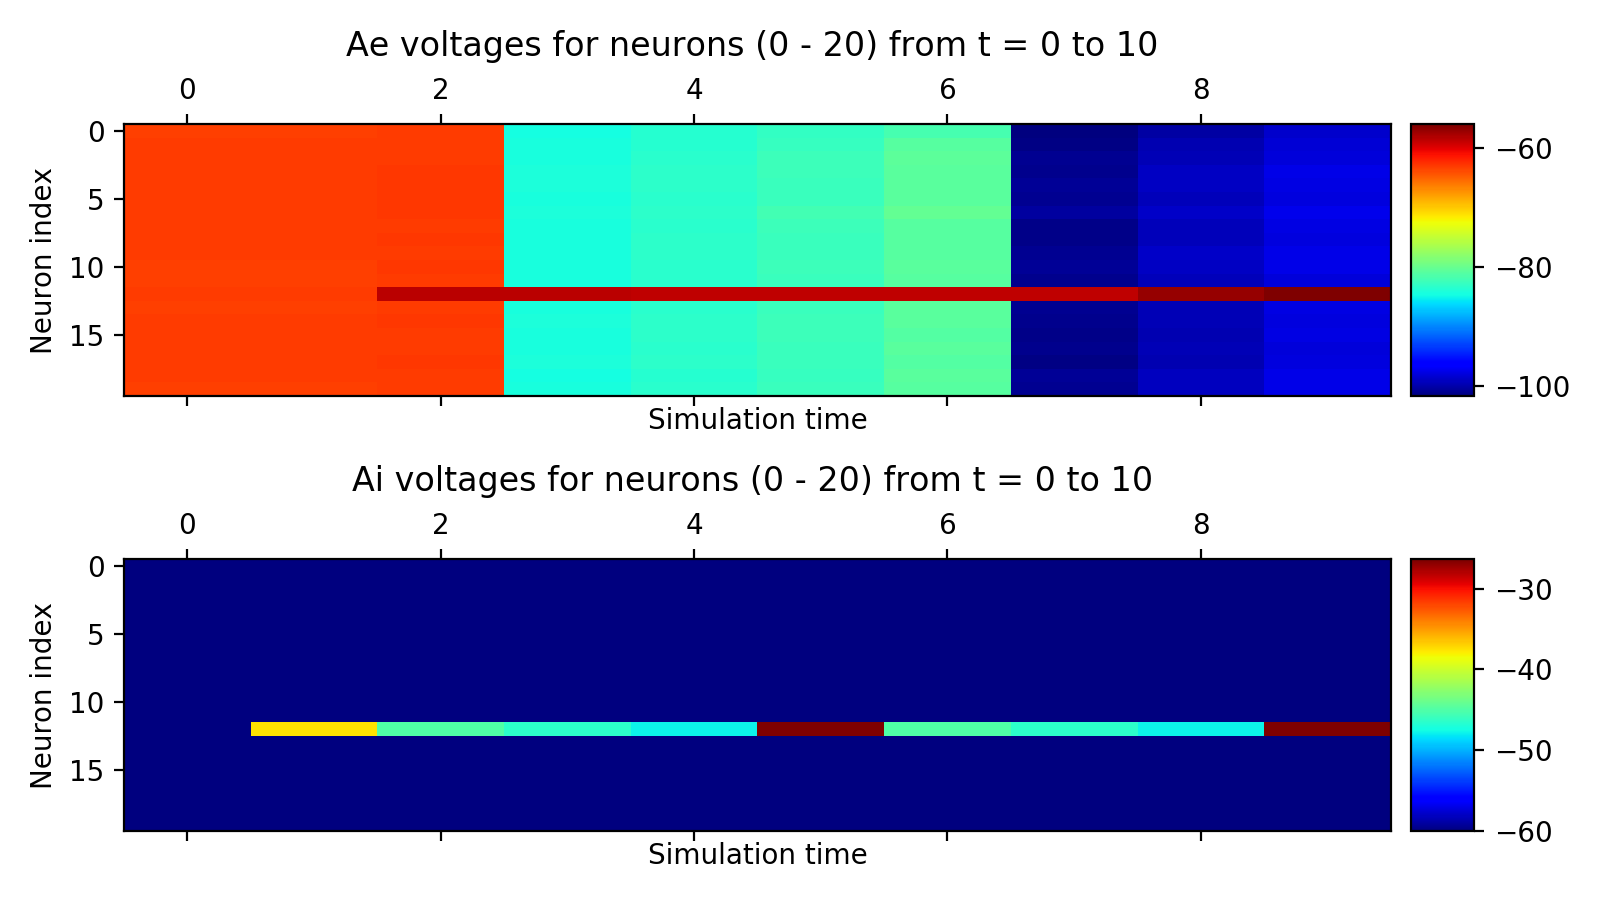 Ae voltages for neurons (0 - 20) from t = 0 to 10
0 2 4 6 8
Neuron index
0
5
10
15
−60
−80
−100
Simulation time
Ai voltages for neurons (0 - 20) from t = 0 to 10
0 2 4 6 8
Neuron index
0
5
10
15
−30
−40
−50
−60
Simulation time